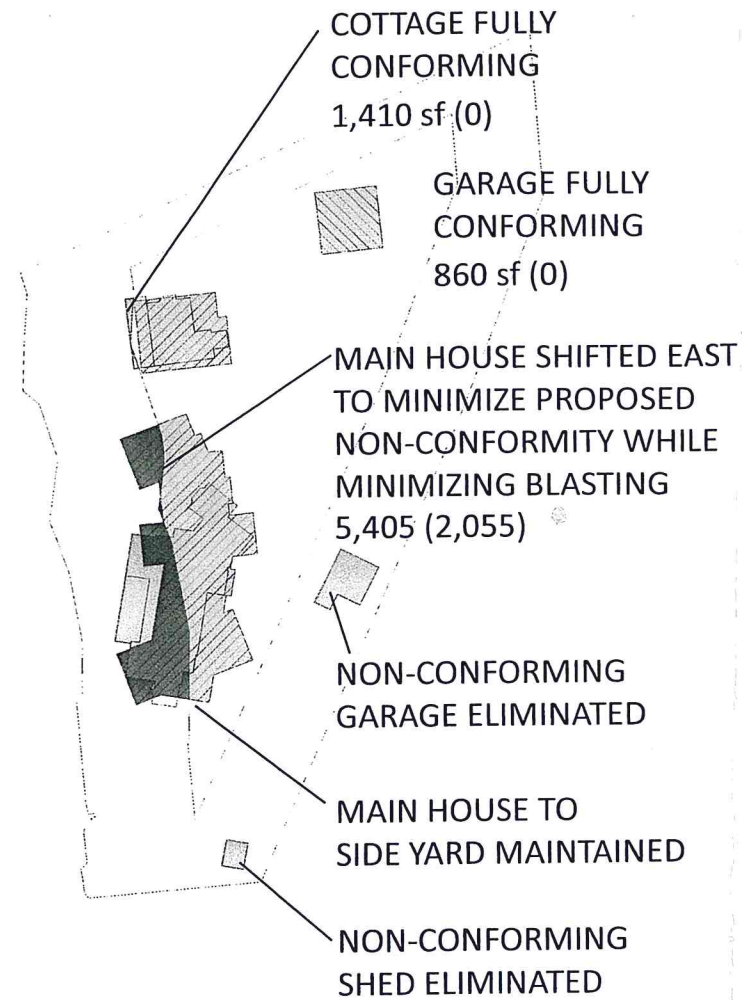 COTTAGE FULLY
CONFORMING
1,410 sf (0)
GARAGE FULLY
CONFORMING
860 sf (0)
MAIN HOUSE SHIFTED EAST
TO MINIMIZE PROPOSED
NON-CONFORMITY WHILE
MINIMIZING BLASTING
5,405 (2,055)
NON-CONFORMING
GARAGE ELIMINATED
MAIN HOUSE TO
SIDE YARD MAINTAINED
NON-CONFORMING
SHED ELIMINATED